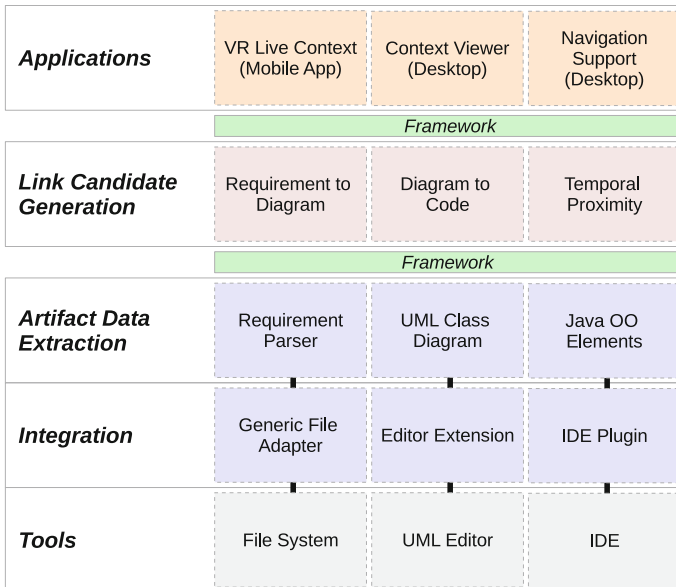 Applications
VR Live Context
(Mobile App)
Context Viewer
(Desktop)
Navigation
Support
(Desktop)
Framework
Link Candidate
Generation
Requirement to
Diagram
Diagram to
Code
Temporal
Proximity
Framework
Artifact Data
Extraction
Requirement
Parser
UML Class
Diagram
Java OO
Elements
Integration
Generic File
Adapter
Editor Extension
IDE Plugin
Tools
File System
UML Editor
IDE